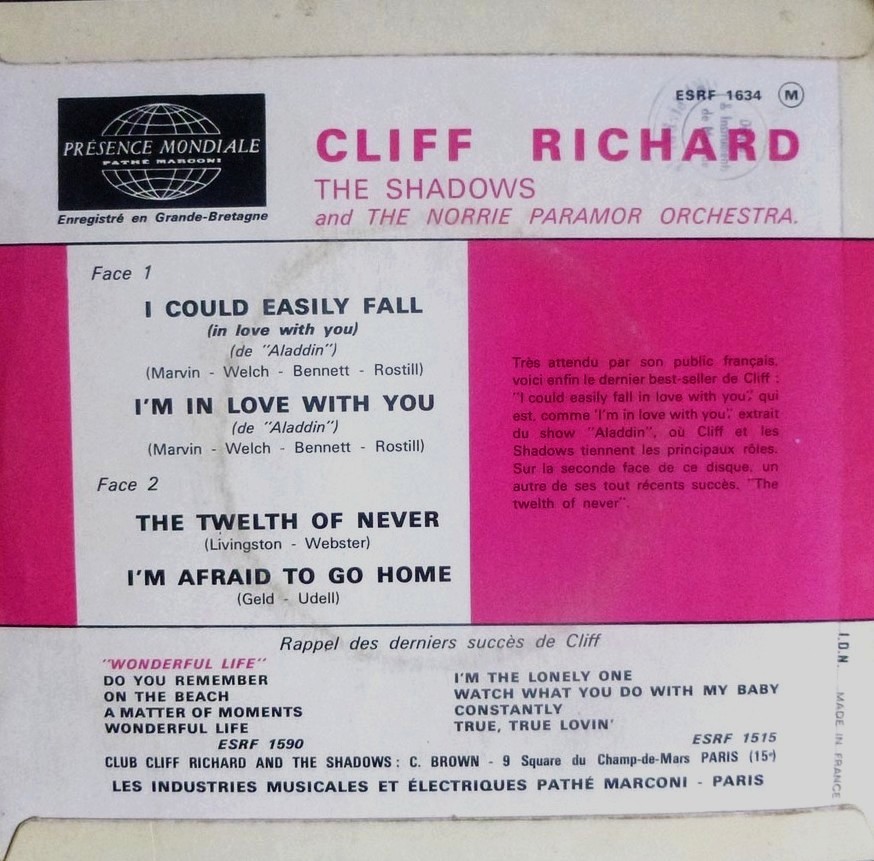 ESRF 1634 M
PRÉSENCE MONDIALE
PATHÉ MARCONI
Enregistré en Grande-Bretagne
CLIFF RICHARD
THE SHADOWS
and THE NORRIE PARAMOR ORCHESTRA.
Face 1
I COULD EASILY FALL
(in love with you)
(de "Aladdin")
(Marvin - Welch - Bennett - Rostill)
I'M IN LOVE WITH YOU
(de "Aladdin")
(Marvin - Welch - Bennett - Rostill)
Face 2
THE TWELTH OF NEVER
(Livingston - Webster)
I'M AFRAID TO GO HOME
(Geld - Udell)
Très attendu par son public français,
voici enfin le dernier best-seller de Cliff :
"I could easily fall in love with you", qui
est, comme "I'm in love with you", extrait
du show "Aladdin", où Cliff et les
Shadows tiennent les principaux rôles.
Sur la seconde face de ce disque, un
autre de ses tout récents succès, "The
twelth of never".
Rappel des derniers succès de Cliff
"WONDERFUL LIFE"
DO YOU REMEMBER
ON THE BEACH
A MATTER OF MOMENTS
WONDERFUL LIFE
ESRF 1590
I'M THE LONELY ONE
WATCH WHAT YOU DO WITH MY BABY
CONSTANTLY
TRUE, TRUE LOVIN'
ESRF 1515
CLUB CLIFF RICHARD AND THE SHADOWS : C. BROWN - 9 Square du Champ-de-Mars PARIS (15e)
LES INDUSTRIES MUSICALES ET ÉLECTRIQUES PATHÉ MARCONI - PARIS
I.D.N. MADE IN FRANCE